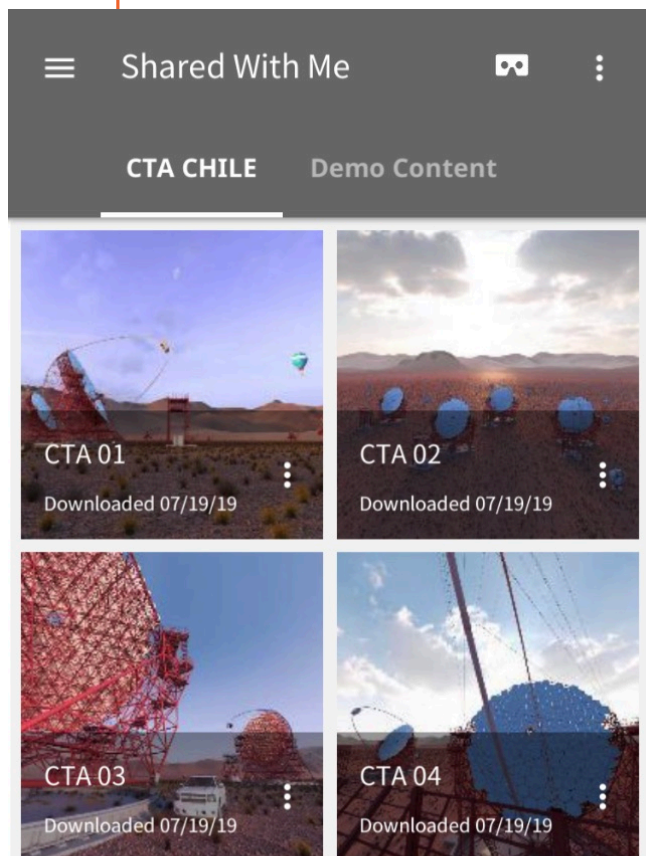 Shared With Me
CTA CHILE Demo Content
CTA 01
Downloaded 07/19/19
CTA 02
Downloaded 07/19/19
CTA 03
Downloaded 07/19/19
CTA 04
Downloaded 07/19/19